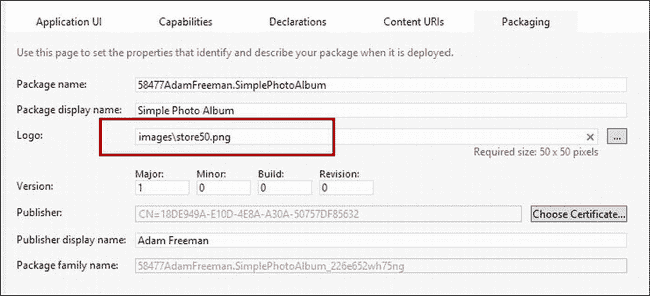 Application UI Capabilities Declarations Content URIs Packaging
Use this page to set the properties that identify and describe your package when it is deployed.
Package name: 58477AdamFreeman.SimplePhotoAlbum
Package display name: Simple Photo Album
Logo: images\store50.png × ...
Required size: 50 x 50 pixels
Major: Minor: Build: Revision:
Version: 1 0 0 0
Publisher: CN=18DE949A-E10D-4E8A-A30A-50757DF85632 Choose Certificate...
Publisher display name: Adam Freeman
Package family name: 58477AdamFreeman.SimplePhotoAlbum_226e652wh75ng